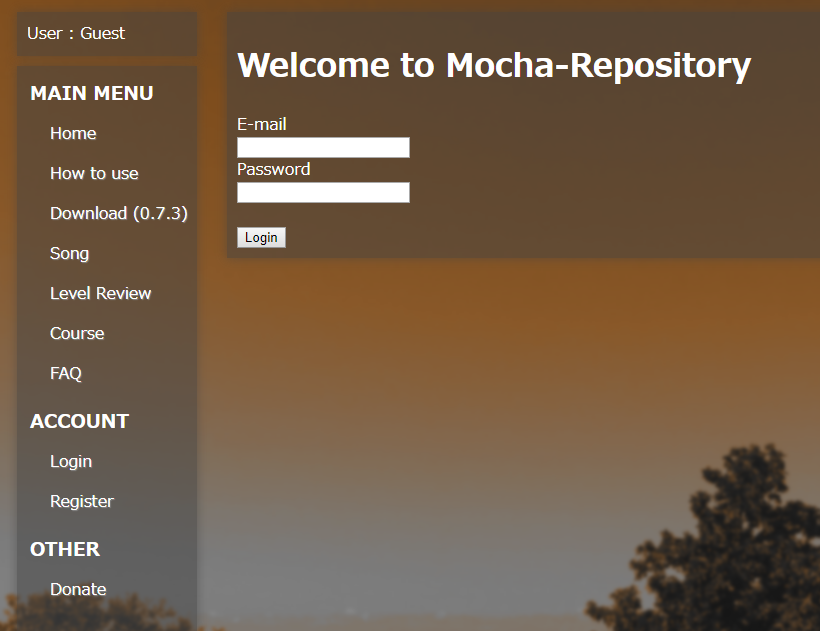 User : Guest
MAIN MENU
Home
How to use
Download (0.7.3)
Song
Level Review
Course
FAQ
ACCOUNT
Login
Register
OTHER
Donate
Welcome to Mocha-Repository
E-mail
Password
Login